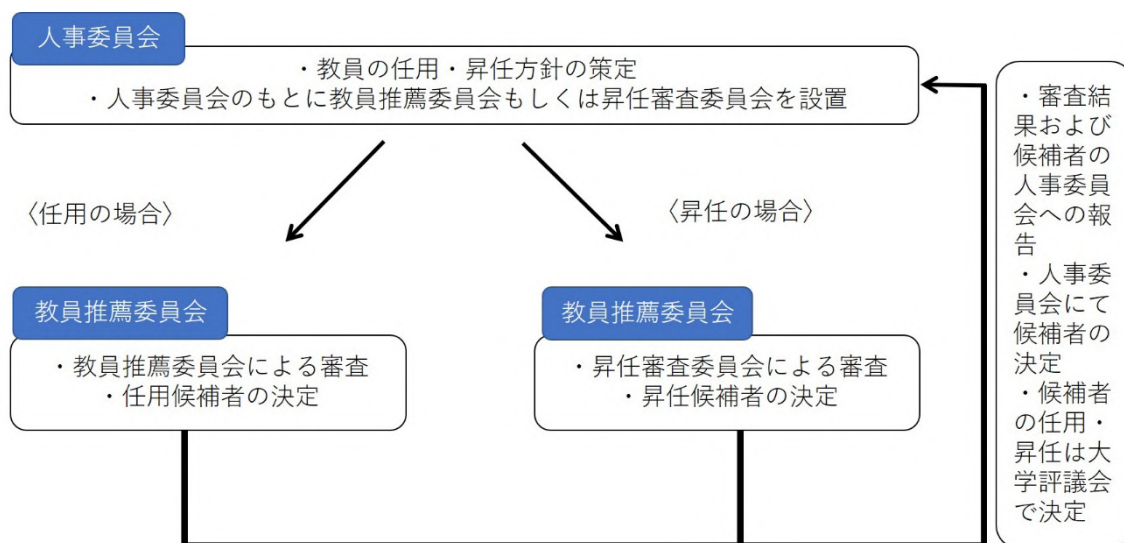 人事委員会
・教員の任用・昇任方針の策定
・人事委員会のもとに教員推薦委員会もしくは昇任審査委員会を設置
〈任用の場合〉
〈昇任の場合〉
教員推薦委員会
・教員推薦委員会による審査
・任用候補者の決定
教員推薦委員会
・昇任審査委員会による審査
・昇任候補者の決定
・審査結
果および
候補者の
人事委員
会への報
告
・人事委
員会にて
候補者の
決定
・候補者
の任用・
昇任は大
学評議会
で決定